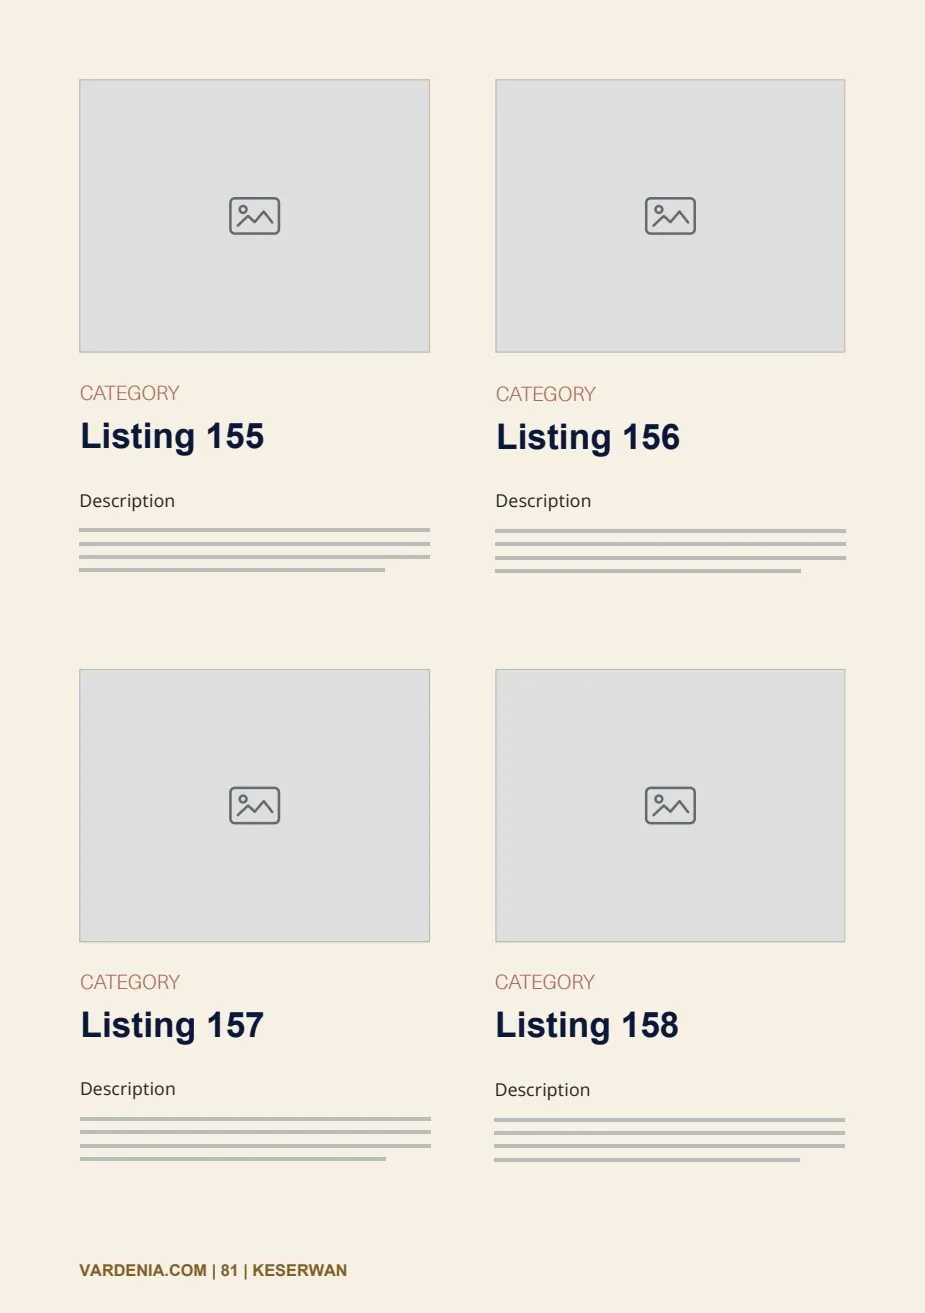 CATEGORY
Listing 155
Description
CATEGORY
Listing 156
Description
CATEGORY
Listing 157
Description
CATEGORY
Listing 158
Description
VARDENIA.COM | 81 | KESERWAN